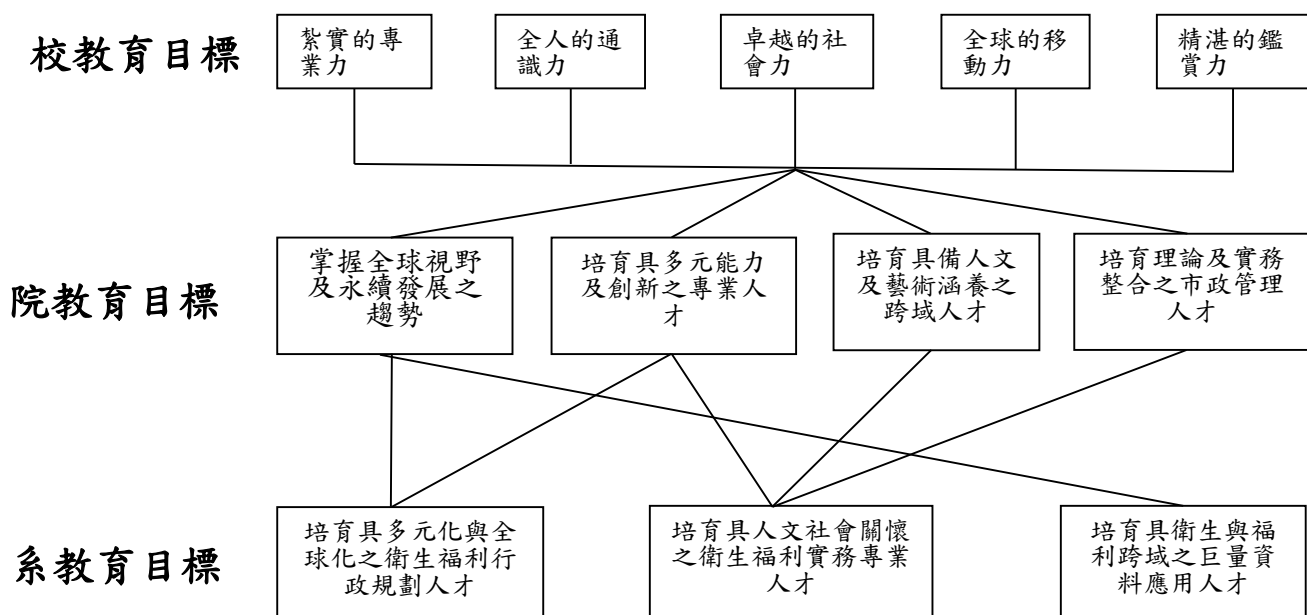 校教育目標
紮實的專
業力
全人的通
識力
卓越的社
會力
全球的移
動力
精湛的鑑
賞力
院教育目標
掌握全球視野
及永續發展之
趨勢
培育具多元能力
及創新之專業人
才
培育具備人文
及藝術涵養之
跨域人才
培育理論及實務
整合之市政管理
人才
系教育目標
培育具多元化與全
球化之衛生福利行
政規劃人才
培育具人文社會關懷
之衛生福利實務專業
人才
培育具衛生與福
利跨域之巨量資
料應用人才